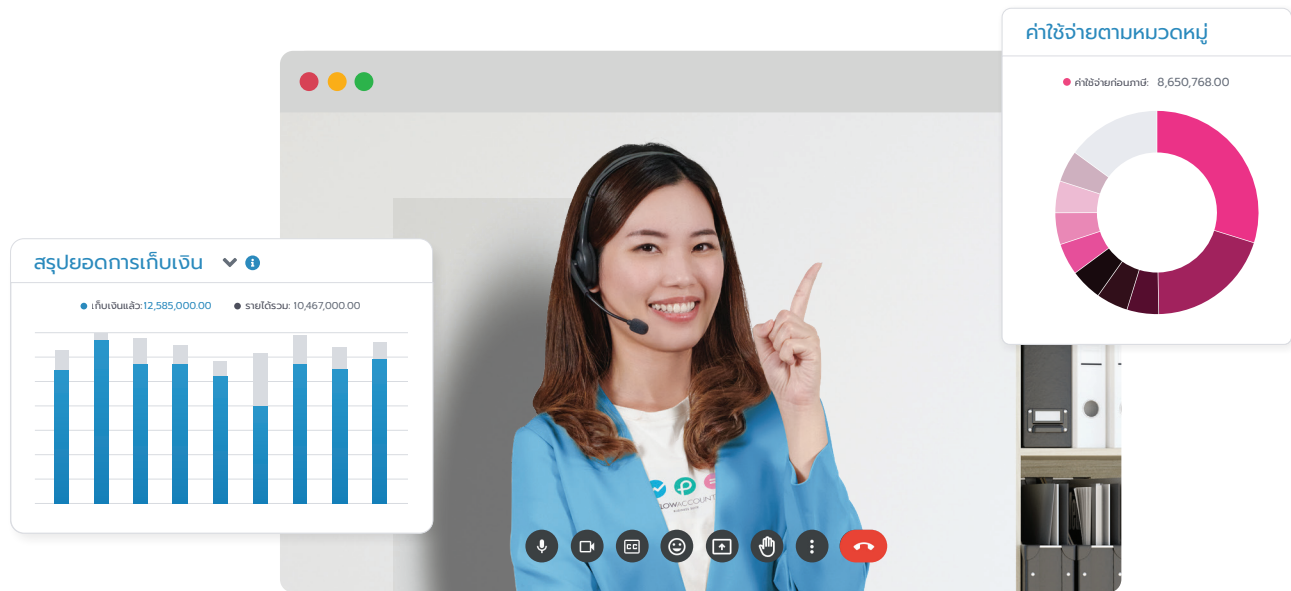 ค่าใช้จ่ายตามหมวดหมู่
ค่าใช้จ่ายก่อนภาษี: 8,650,768.00
สรุปยอดการเก็บเงิน
เก็บเงินแล้ว:12,585,000.00 รายได้รวม: 10,467,000.00
LOWACCOUNT
CC